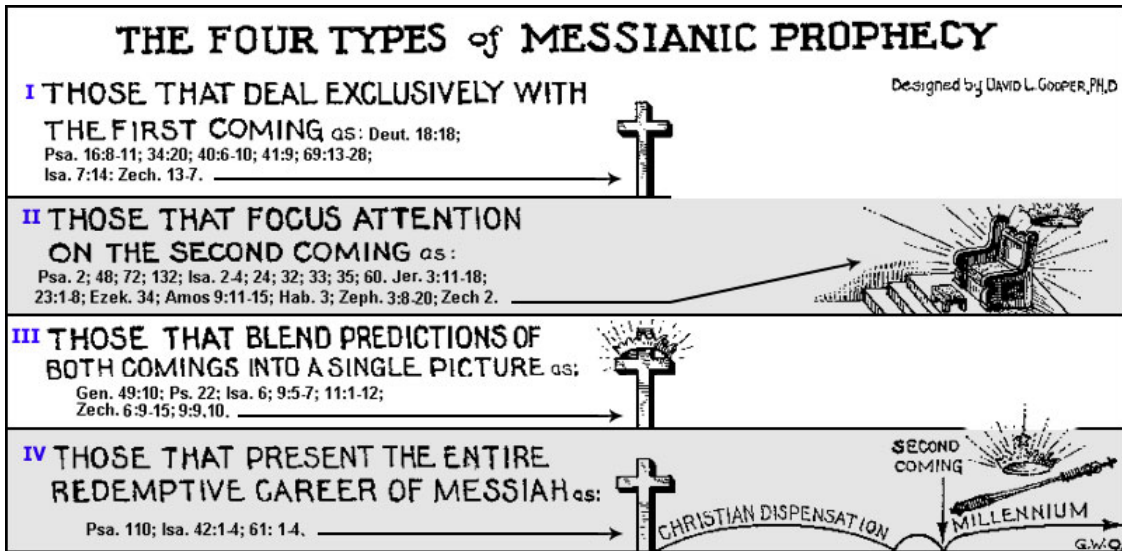 THE FOUR TYPES of MESSIANIC PROPHECY
Designed by DAVID L. COOPER, PH.D
I THOSE THAT DEAL EXCLUSIVELY WITH
THE FIRST COMING as: Deut. 18:18;
Psa. 16:8-11; 34:20; 40:6-10; 41:9; 69:13-28;
Isa. 7:14: Zech. 13-7.
II THOSE THAT FOCUS ATTENTION
ON THE SECOND COMING as:
Psa. 2; 48; 72; 132; Isa. 2-4; 24; 32; 33; 35; 60. Jer. 3:11-18;
23:1-8; Ezek. 34; Amos 9:11-15; Hab. 3; Zeph. 3:8-20; Zech 2.
III THOSE THAT BLEND PREDICTIONS OF
BOTH COMINGS INTO A SINGLE PICTURE as;
Gen. 49:10; Ps. 22; Isa. 6; 9:5-7; 11:1-12;
Zech. 6:9-15; 9:9,10.
IV THOSE THAT PRESENT THE ENTIRE
REDEMPTIVE CAREER OF MESSIAH as:
Psa. 110; Isa. 42:1-4; 61: 1-4.
CHRISTIAN DISPENSATION
SECOND
COMING
MILLENNIUM
G.W.O.